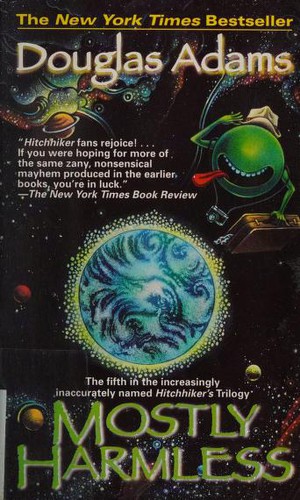 The New York Times Bestseller
Douglas Adams
"Hitchhiker fans rejoice! . . .
If you were hoping for more of
the same zany, nonsensical
mayhem produced in the earlier
books, you're in luck."
—The New York Times Book Review
The fifth in the increasingly
inaccurately named Hitchhiker's Trilogy
MOSTLY
HARMLESS